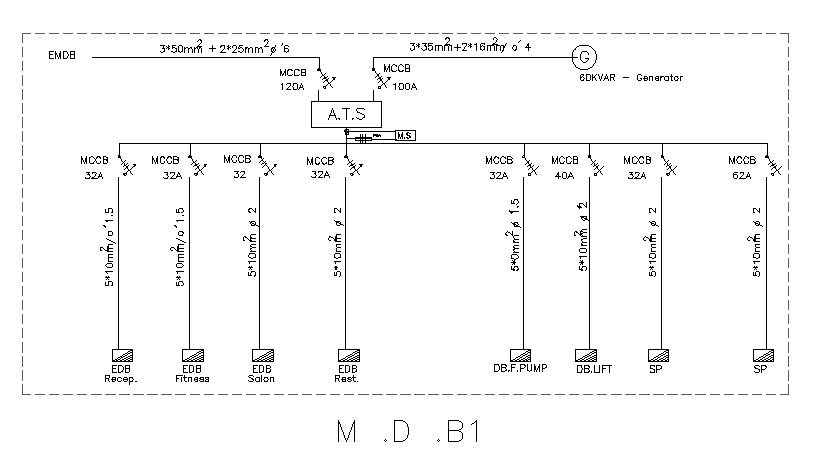 EMDB
3*50mm² + 2*25mm² ø '6
3*35mm²+2*16mm²/o' 4
G
60KVAR - Generator
MCCB
120A
MCCB
100A
A.T.S
M.S
MCCB
32A
MCCB
32A
MCCB
32
MCCB
32A
MCCB
32A
MCCB
40A
MCCB
32A
MCCB
62A
5*10mm²/o'1.5
5*10mm²/o'1.5
5*10mm² ø 2
5*10mm² ø 2
5*0mm² ø 1.5
5*10mm² ø 2
5*10mm² ø 2
5*10mm² ø 2
EDB
Recep.
EDB
Fitness
EDB
Salon
EDB
Rest.
DB.F.PUMP
DB.LIFT
SP
SP
M .D .B1